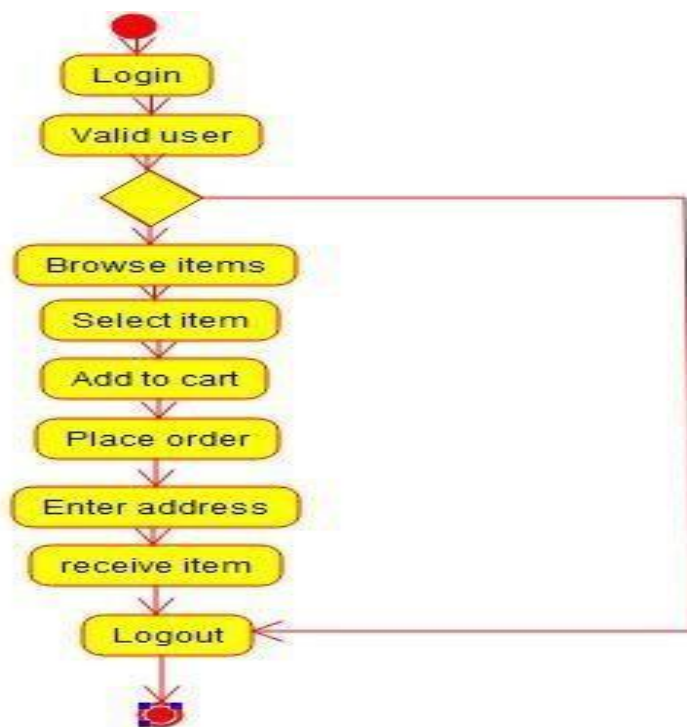 Login
Valid user
Browse items
Select item
Add to cart
Place order
Enter address
receive item
Logout